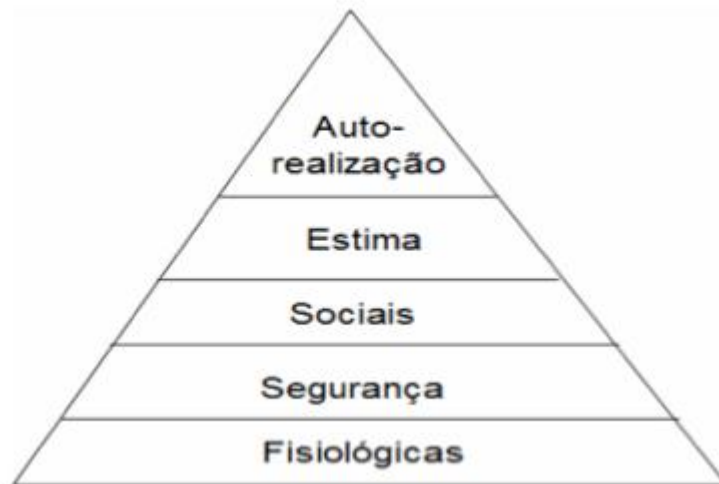 Auto-
realização
Estima
Sociais
Segurança
Fisiológicas